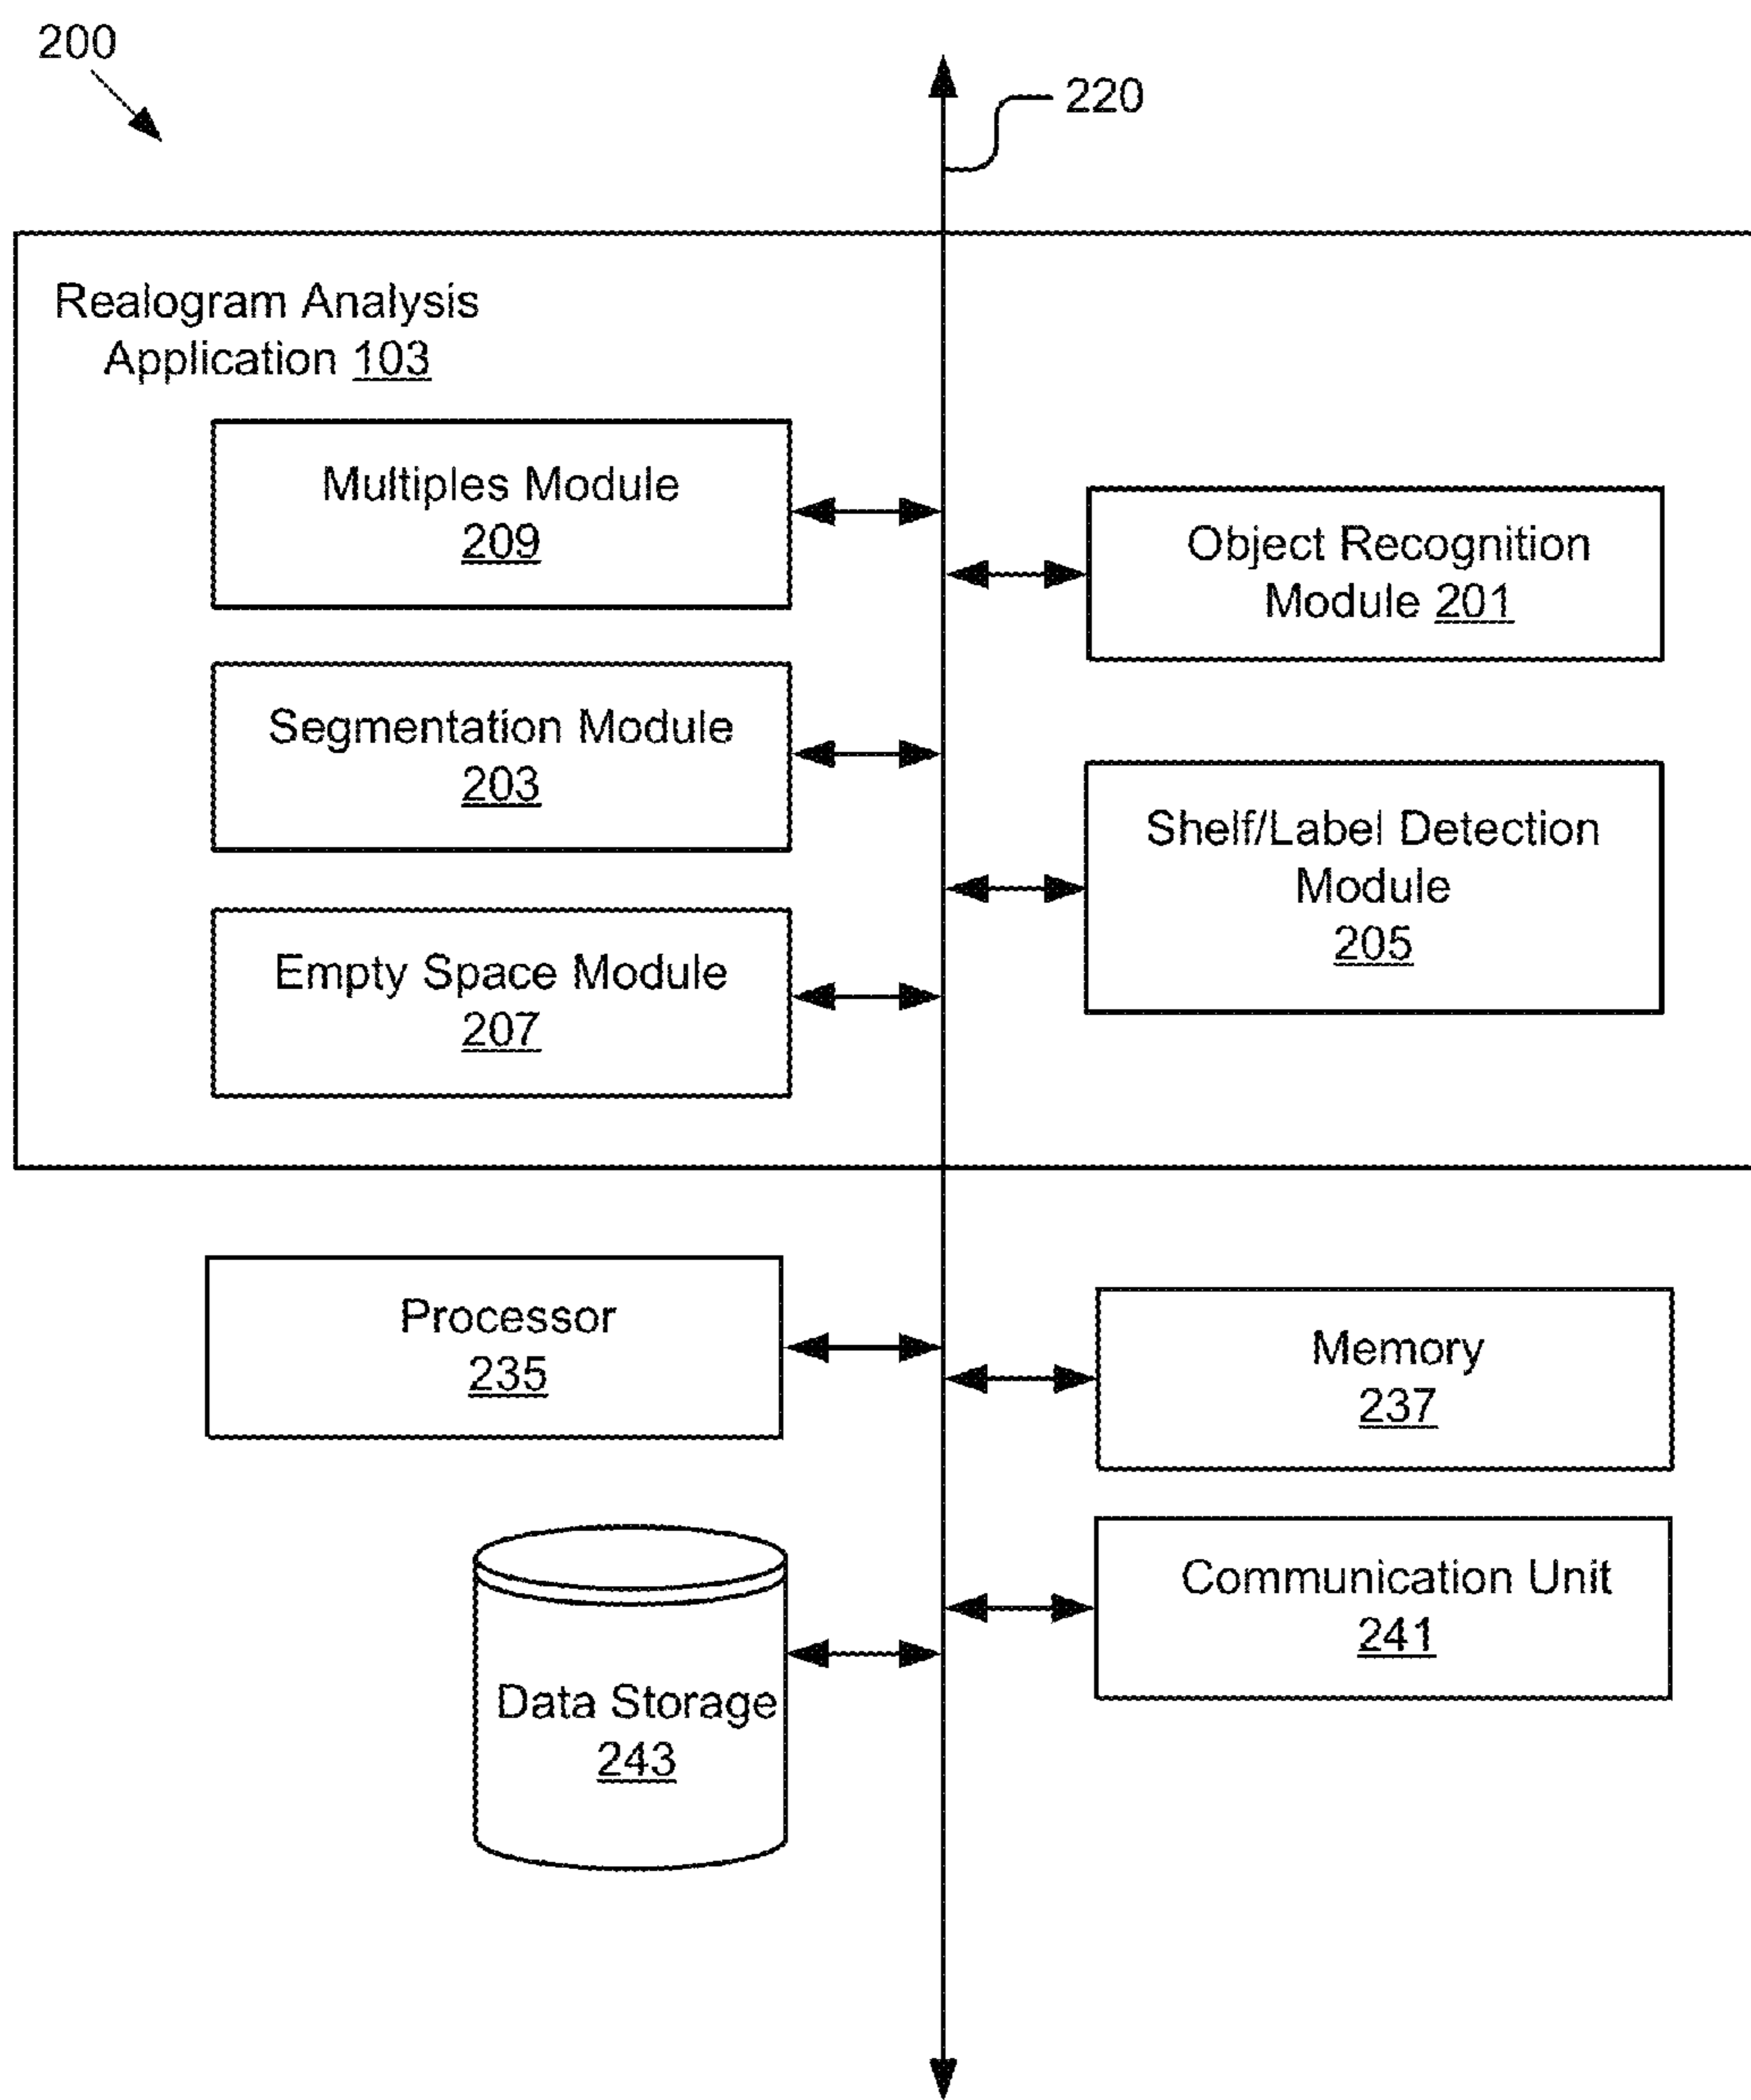 200
220
Realogram Analysis
Application 103
Multiples Module
209
Object Recognition
Module 201
Segmentation Module
203
Shelf/Label Detection
Module
205
Empty Space Module
207
Processor
235
Memory
237
Communication Unit
241
Data Storage
243